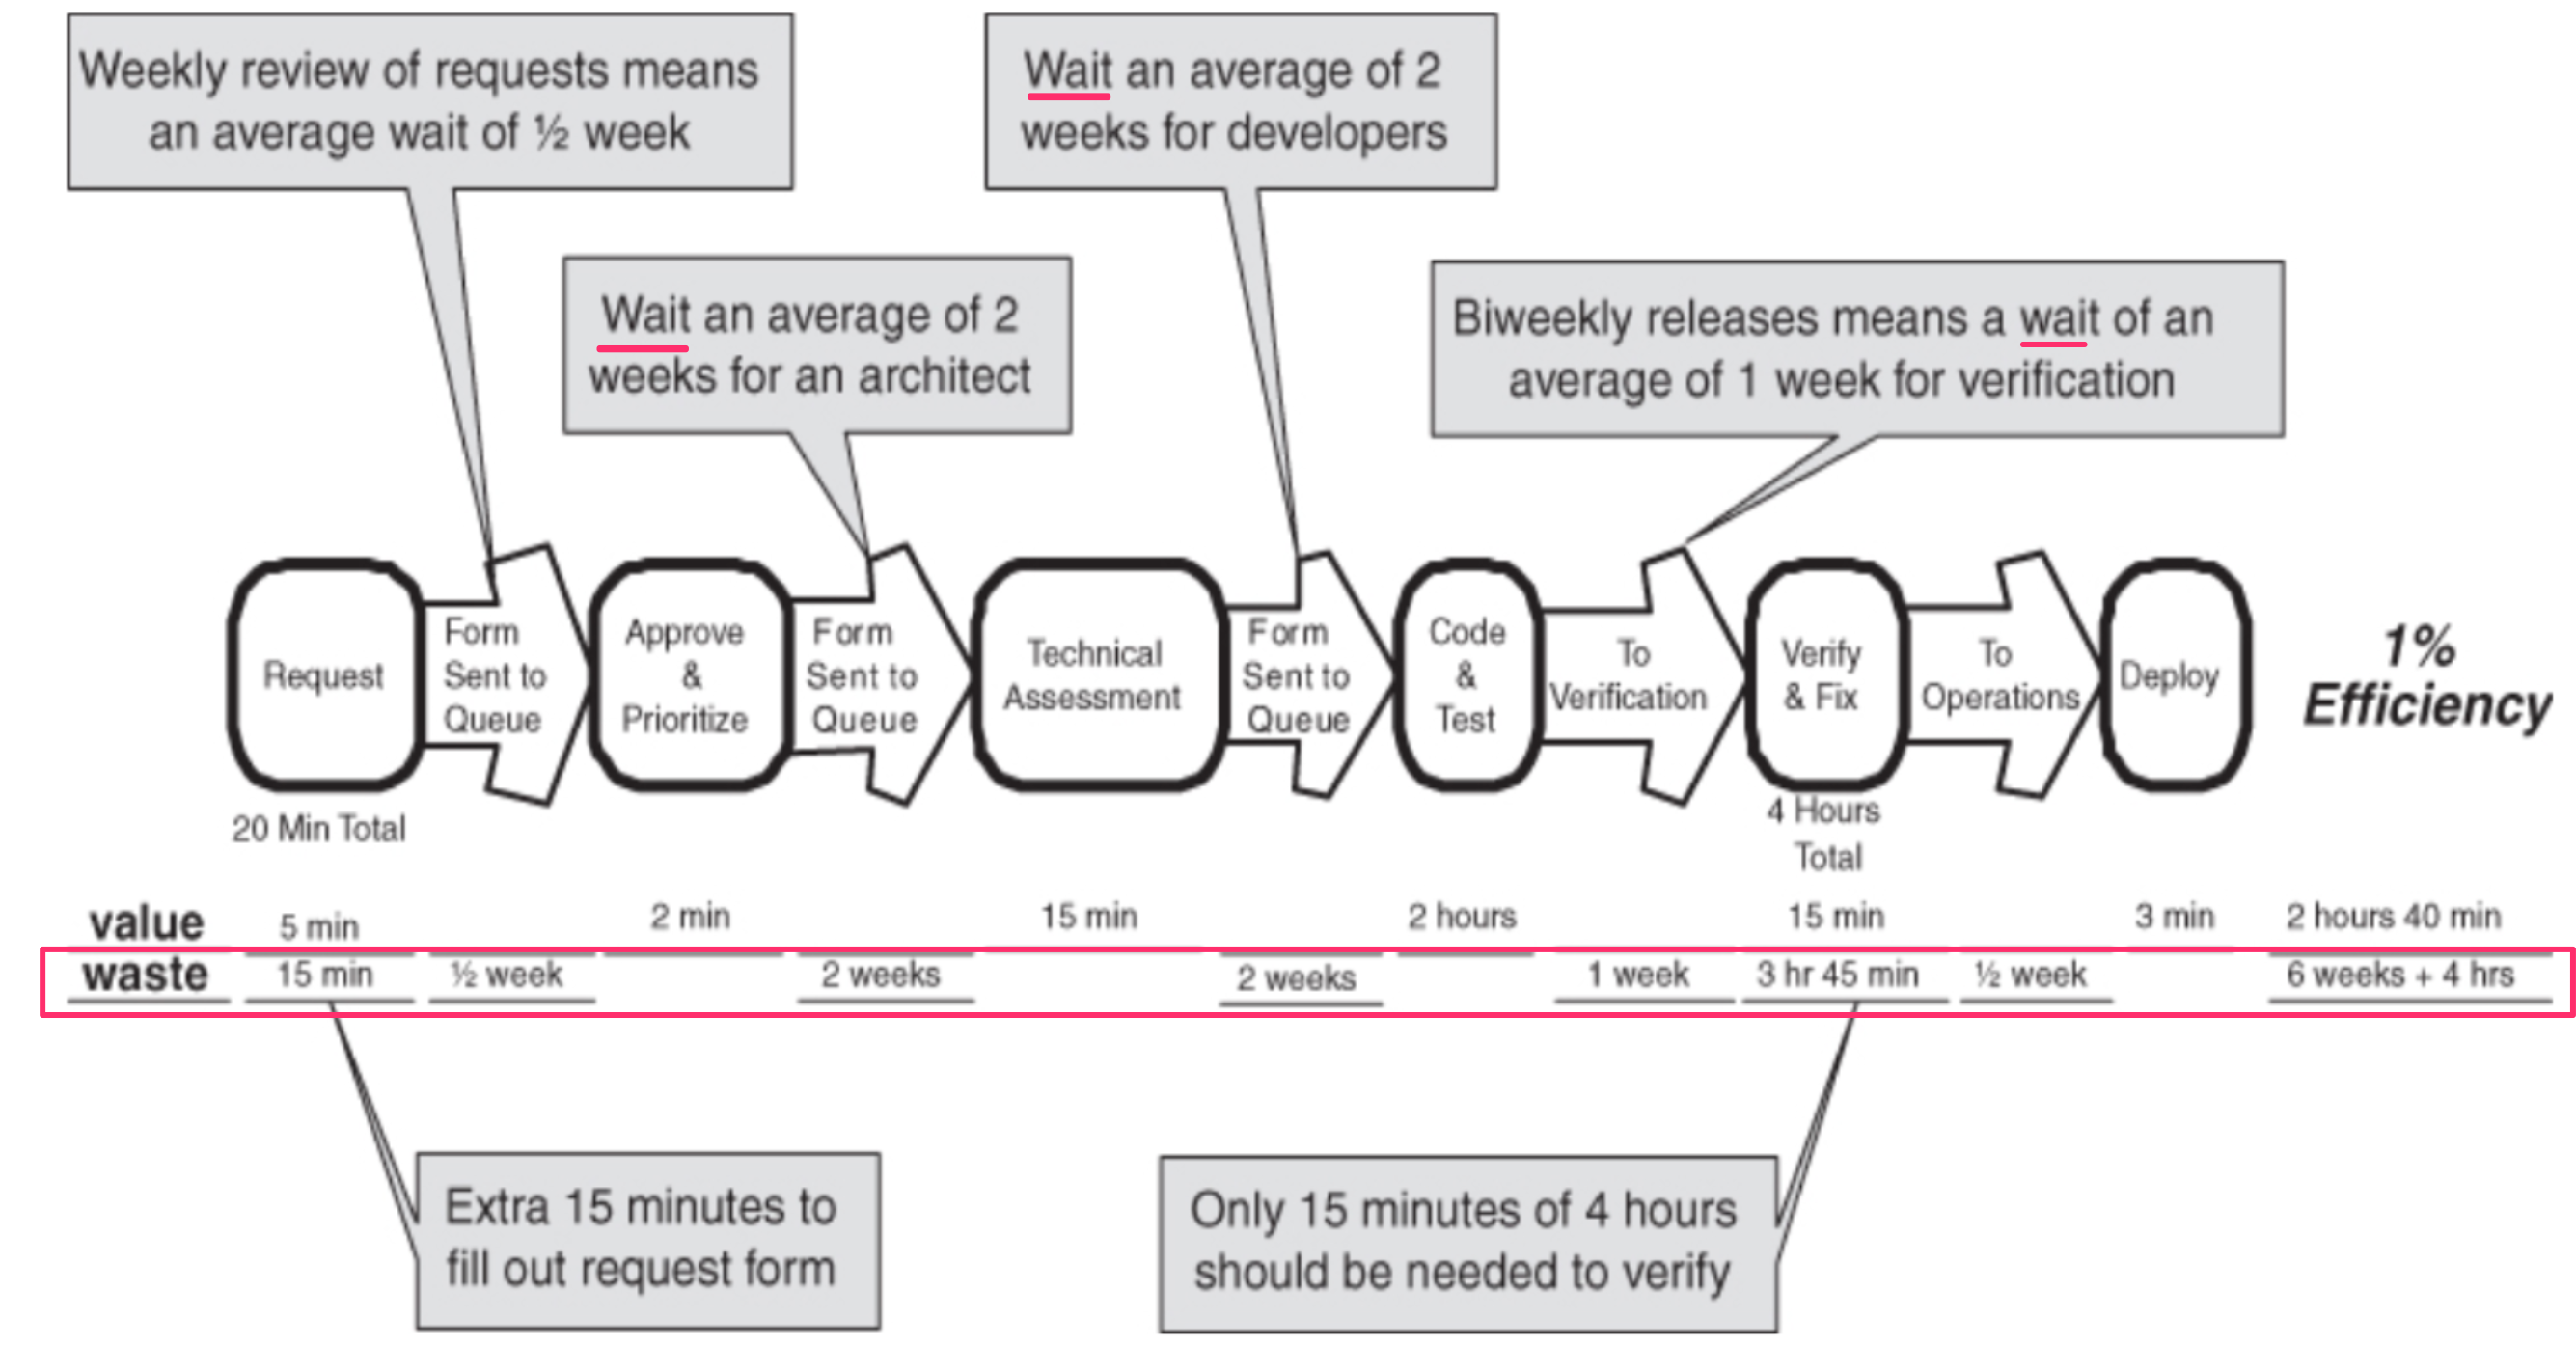 Weekly review of requests means
an average wait of ½ week
Wait an average of 2
weeks for developers
Wait an average of 2
weeks for an architect
Biweekly releases means a wait of an
average of 1 week for verification
Request
Form
Sent to
Queue
Approve
&
Prioritize
Form
Sent to
Queue
Technical
Assessment
Form
Sent to
Queue
Code
&
Test
To
Verification
Verify
& Fix
To
Operations
Deploy
1%
Efficiency
20 Min Total
4 Hours
Total
value 5 min 2 min 15 min 2 hours 15 min 3 min 2 hours 40 min
waste 15 min ½ week 2 weeks 2 weeks 1 week 3 hr 45 min ½ week 6 weeks + 4 hrs
Extra 15 minutes to
fill out request form
Only 15 minutes of 4 hours
should be needed to verify